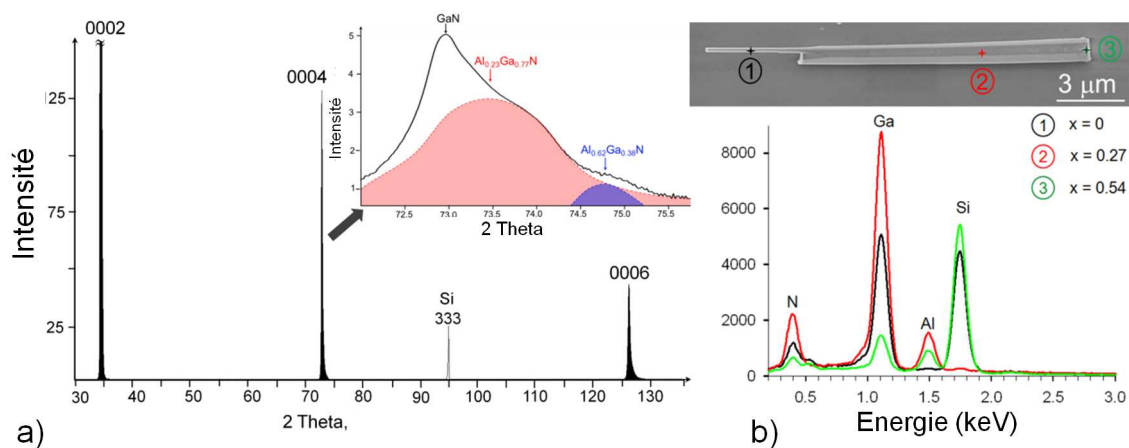 0002
0004
Si
333
0006
Intensité
125
75
25
30 40 50 60 70 80 90 100 110 120 130
2 Theta,
a)
GaN
Al0.23Ga0.77N
Al0.62Ga0.38N
Intensité
5
4
3
2
1
72.5 73.0 73.5 74.0 74.5 75.0 75.5
2 Theta
1
2
3
3 µm
Ga
1 x = 0
2 x = 0.27
3 x = 0.54
8000
6000
4000
2000
0
N
Al
Si
0.5 1.0 1.5 2.0 2.5 3.0
Energie (keV)
b)